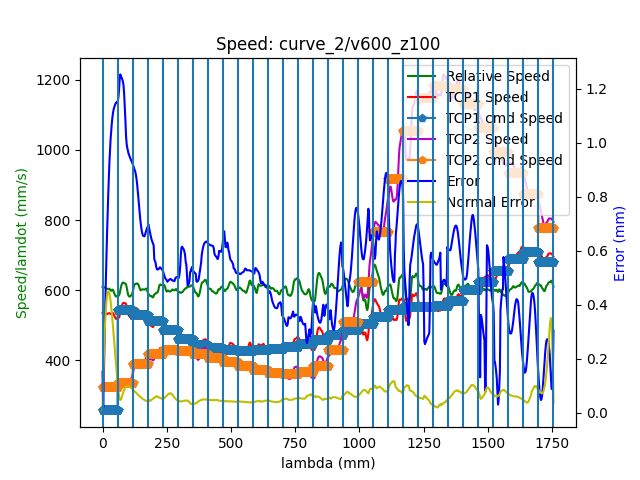 Speed: curve_2/v600_z100
Relative Speed
TCP1 Speed
TCP1 cmd Speed
TCP2 Speed
TCP2 cmd Speed
Error
Normal Error
Speed/lamdot (mm/s)
1200
1000
800
600
400
1.2
1.0
0.8
0.6
0.4
0.2
0.0
Error (mm)
0 250 500 750 1000 1250 1500 1750
lambda (mm)